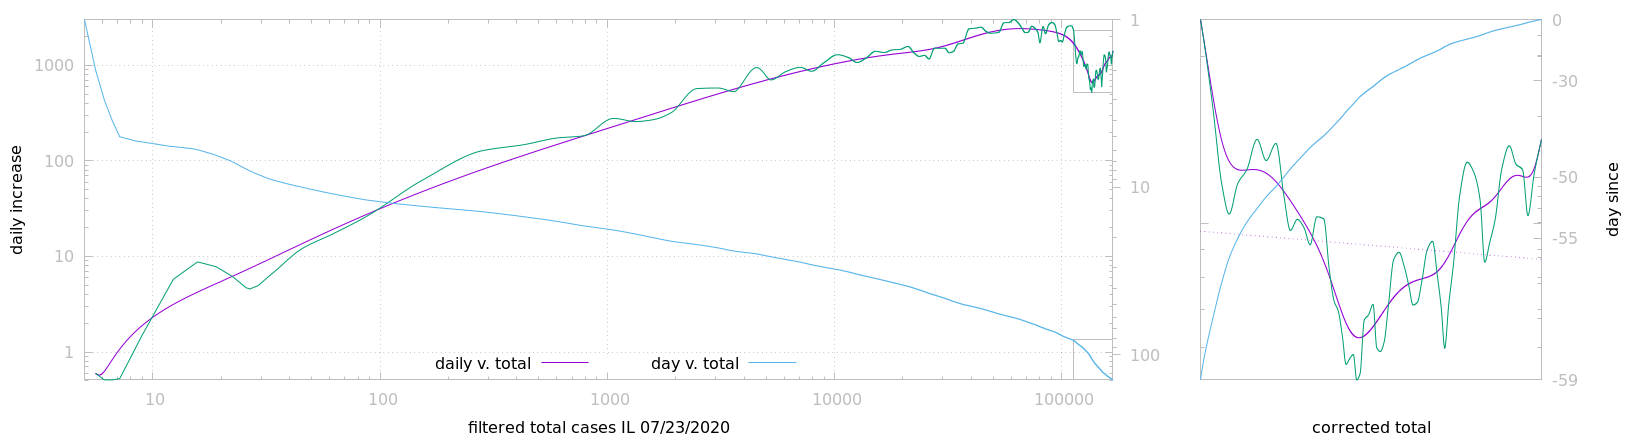 1
0
1000
-30
100
10
-50
daily increase
day since
-55
10
1
daily v. total
day v. total
100
-59
10
100
1000
10000
100000
filtered total cases IL 07/23/2020
corrected total